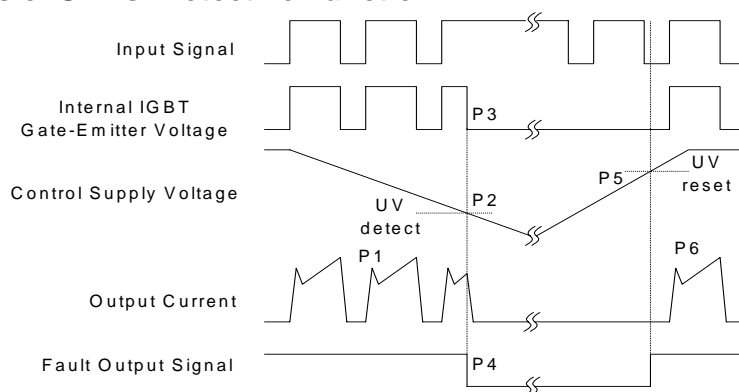 Input Signal
Internal IGBT
Gate-Emitter Voltage
P3
Control Supply Voltage
UV
detect
P2
P5
UV
reset
P1
P6
Output Current
Fault Output Signal
P4